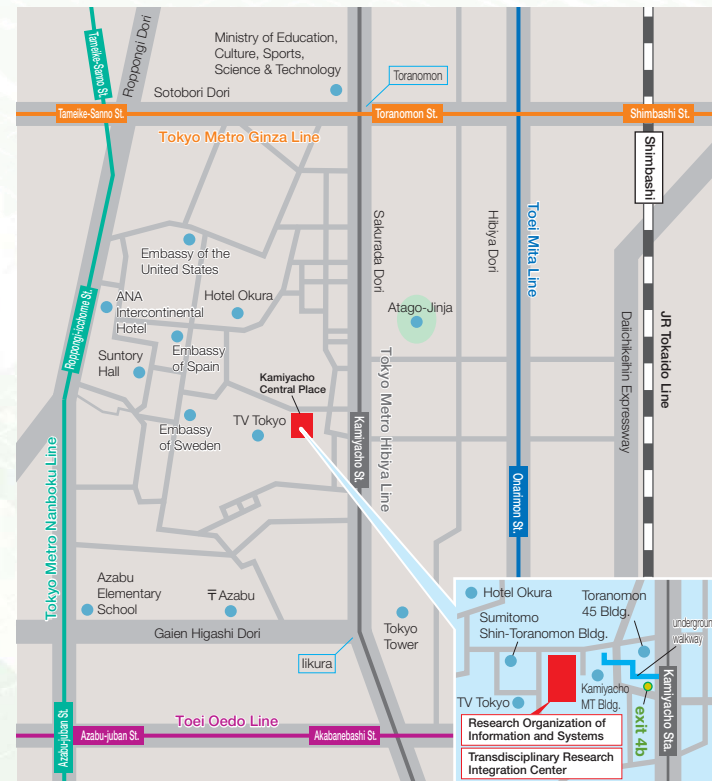 Tameike-Sanno St.
Roppongi Dori
Ministry of Education,
Culture, Sports,
Science & Technology
Toranomon
Sotobori Dori
Tameike-Sanno St.
Toranomon St.
Shimbashi St.
Tokyo Metro Ginza Line
Shimbashi
Sakurada Dori
Hibiya Dori
Toei Mita Line
Embassy of the
United States
ANA
Intercontinental
Hotel
Hotel Okura
Atago-Jinja
Roppongi-icchome St.
Suntory
Hall
Embassy
of Spain
Daiichikeihin Expressway
JR Tokaido Line
Kamiyacho
Central Place
TV Tokyo
Embassy
of Sweden
Kamiyacho St.
Tokyo Metro Hibiya Line
Tokyo Metro Nanboku Line
Onarimon St.
Azabu
Elementary
School
〒Azabu
Gaien Higashi Dori
Tokyo
Tower
Iikura
Toei Oedo Line
Azabu-juban St.
Azabu-juban St.
Akabanebashi St.
Hotel Okura
Toranomon
45 Bldg.
Sumitomo
Shin-Toranomon Bldg.
underground
walkway
Kamiyacho
MT Bldg.
Kamiyacho Sta.
TV Tokyo
exit 4b
Research Organization of
Information and Systems
Transdisciplinary Research
Integration Center